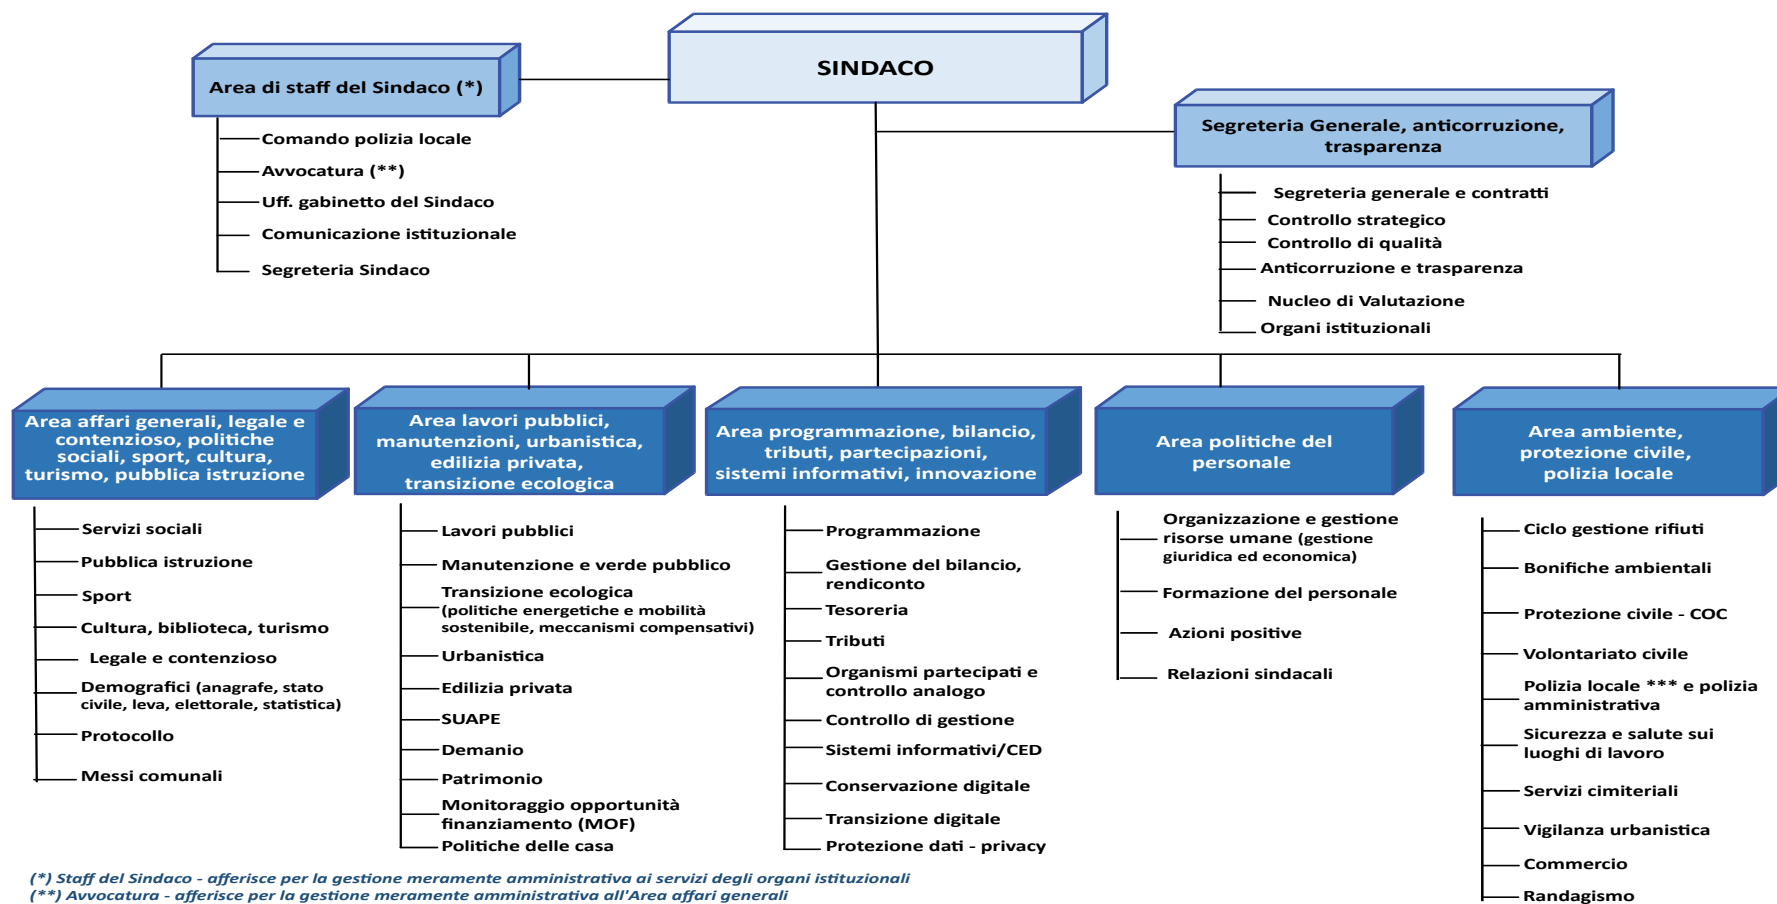 SINDACO
Area di staff del Sindaco (*)
Comando polizia locale
Avvocatura (**)
Uff. gabinetto del Sindaco
Comunicazione istituzionale
Segreteria Sindaco
Segreteria Generale, anticorruzione,
trasparenza
Segreteria generale e contratti
Controllo strategico
Controllo di qualità
Anticorruzione e trasparenza
Nucleo di Valutazione
Organi istituzionali
Area affari generali, legale e
contenzioso, politiche
sociali, sport, cultura,
turismo, pubblica istruzione
Servizi sociali
Pubblica istruzione
Sport
Cultura, biblioteca, turismo
Legale e contenzioso
Demografici (anagrafe, stato
civile, leva, elettorale, statistica)
Protocollo
Messi comunali
Area lavori pubblici,
manutenzioni, urbanistica,
edilizia privata,
transizione ecologica
Lavori pubblici
Manutenzione e verde pubblico
Transizione ecologica
(politiche energetiche e mobilità
sostenibile, meccanismi compensativi)
Urbanistica
Edilizia privata
SUAPE
Demanio
Patrimonio
Monitoraggio opportunità
finanziamento (MOF)
Politiche delle casa
Area programmazione, bilancio,
tributi, partecipazioni,
sistemi informativi, innovazione
Programmazione
Gestione del bilancio,
rendiconto
Tesoreria
Tributi
Organismi partecipati e
controllo analogo
Controllo di gestione
Sistemi informativi/CED
Conservazione digitale
Transizione digitale
Protezione dati - privacy
Area politiche del
personale
Organizzazione e gestione
risorse umane (gestione
giuridica ed economica)
Formazione del personale
Azioni positive
Relazioni sindacali
Area ambiente,
protezione civile,
polizia locale
Ciclo gestione rifiuti
Bonifiche ambientali
Protezione civile - COC
Volontariato civile
Polizia locale *** e polizia
amministrativa
Sicurezza e salute sui
luoghi di lavoro
Servizi cimiteriali
Vigilanza urbanistica
Commercio
Randagismo
(*) Staff del Sindaco - afferisce per la gestione meramente amministrativa ai servizi degli organi istituzionali
(**) Avvocatura - afferisce per la gestione meramente amministrativa all'Area affari generali